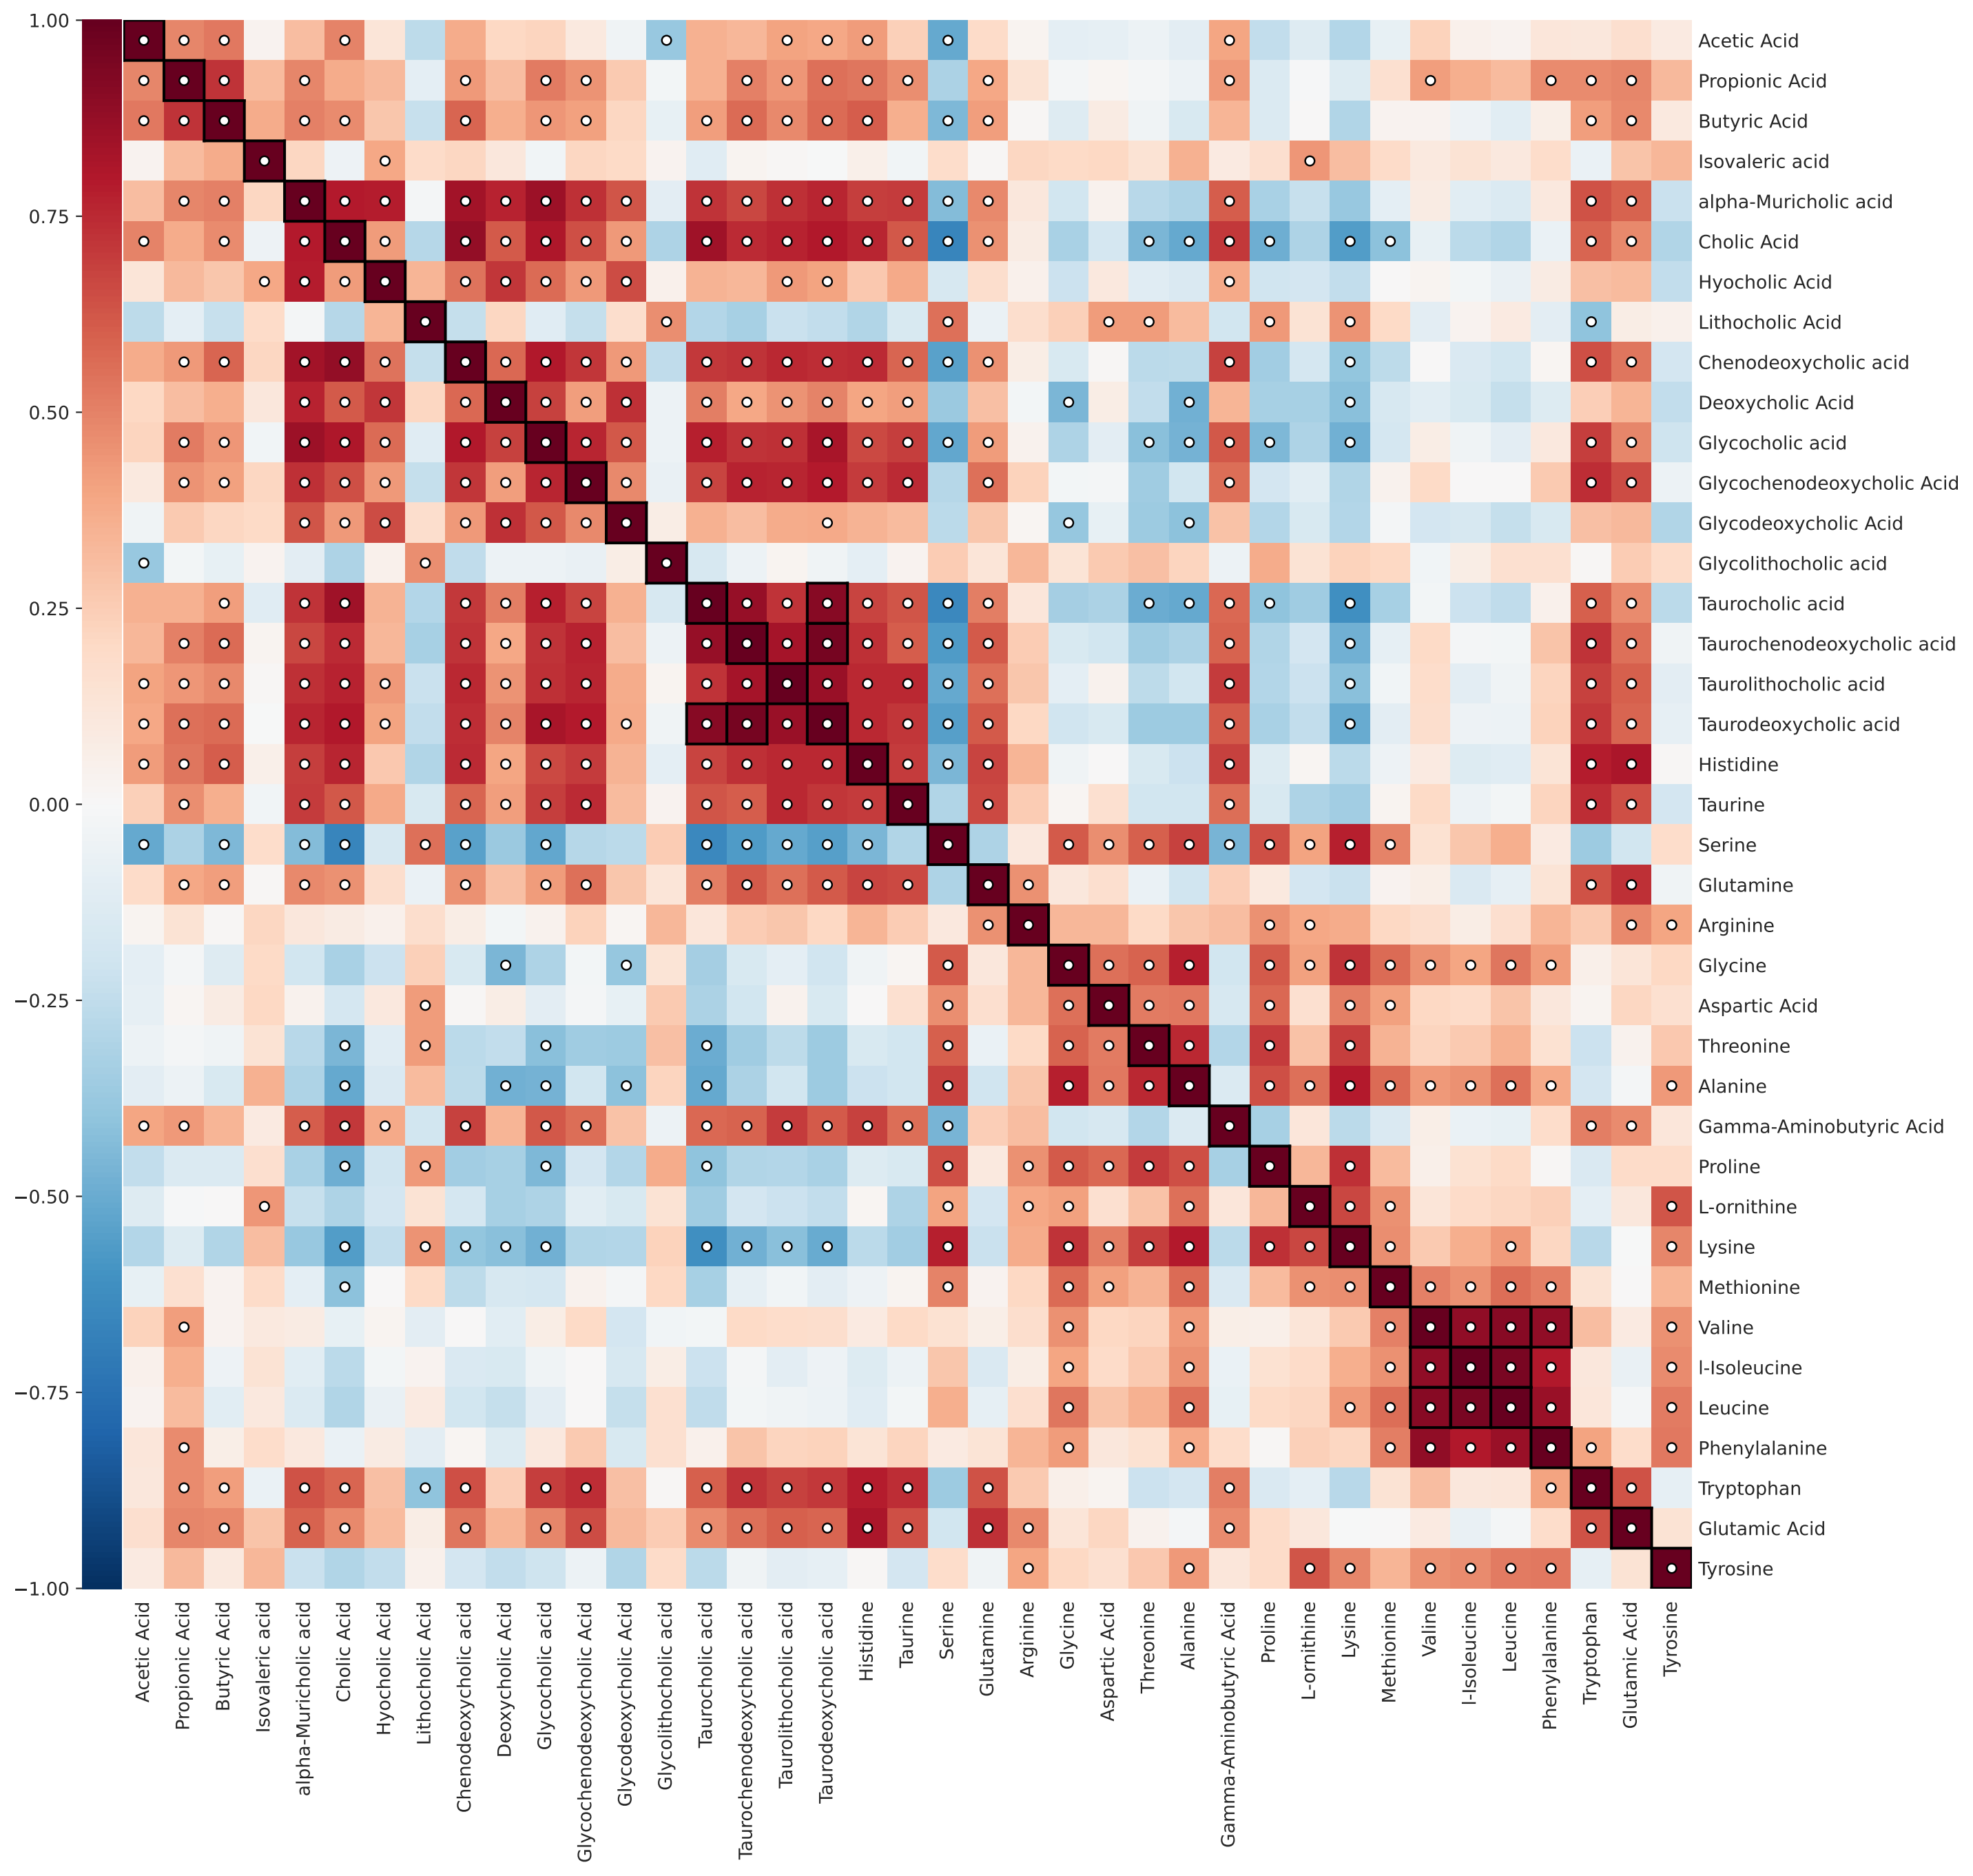 1.00
0.75
0.50
0.25
0.00
−0.25
−0.50
−0.75
−1.00
Acetic Acid
Propionic Acid
Butyric Acid
Isovaleric acid
alpha-Muricholic acid
Cholic Acid
Hyocholic Acid
Lithocholic Acid
Chenodeoxycholic acid
Deoxycholic Acid
Glycocholic acid
Glycochenodeoxycholic Acid
Glycodeoxycholic Acid
Glycolithocholic acid
Taurocholic acid
Taurochenodeoxycholic acid
Taurolithocholic acid
Taurodeoxycholic acid
Histidine
Taurine
Serine
Glutamine
Arginine
Glycine
Aspartic Acid
Threonine
Alanine
Gamma-Aminobutyric Acid
Proline
L-ornithine
Lysine
Methionine
Valine
l-Isoleucine
Leucine
Phenylalanine
Tryptophan
Glutamic Acid
Tyrosine
Acetic Acid
Propionic Acid
Butyric Acid
Isovaleric acid
alpha-Muricholic acid
Cholic Acid
Hyocholic Acid
Lithocholic Acid
Chenodeoxycholic acid
Deoxycholic Acid
Glycocholic acid
Glycochenodeoxycholic Acid
Glycodeoxycholic Acid
Glycolithocholic acid
Taurocholic acid
Taurochenodeoxycholic acid
Taurolithocholic acid
Taurodeoxycholic acid
Histidine
Taurine
Serine
Glutamine
Arginine
Glycine
Aspartic Acid
Threonine
Alanine
Gamma-Aminobutyric Acid
Proline
L-ornithine
Lysine
Methionine
Valine
l-Isoleucine
Leucine
Phenylalanine
Tryptophan
Glutamic Acid
Tyrosine